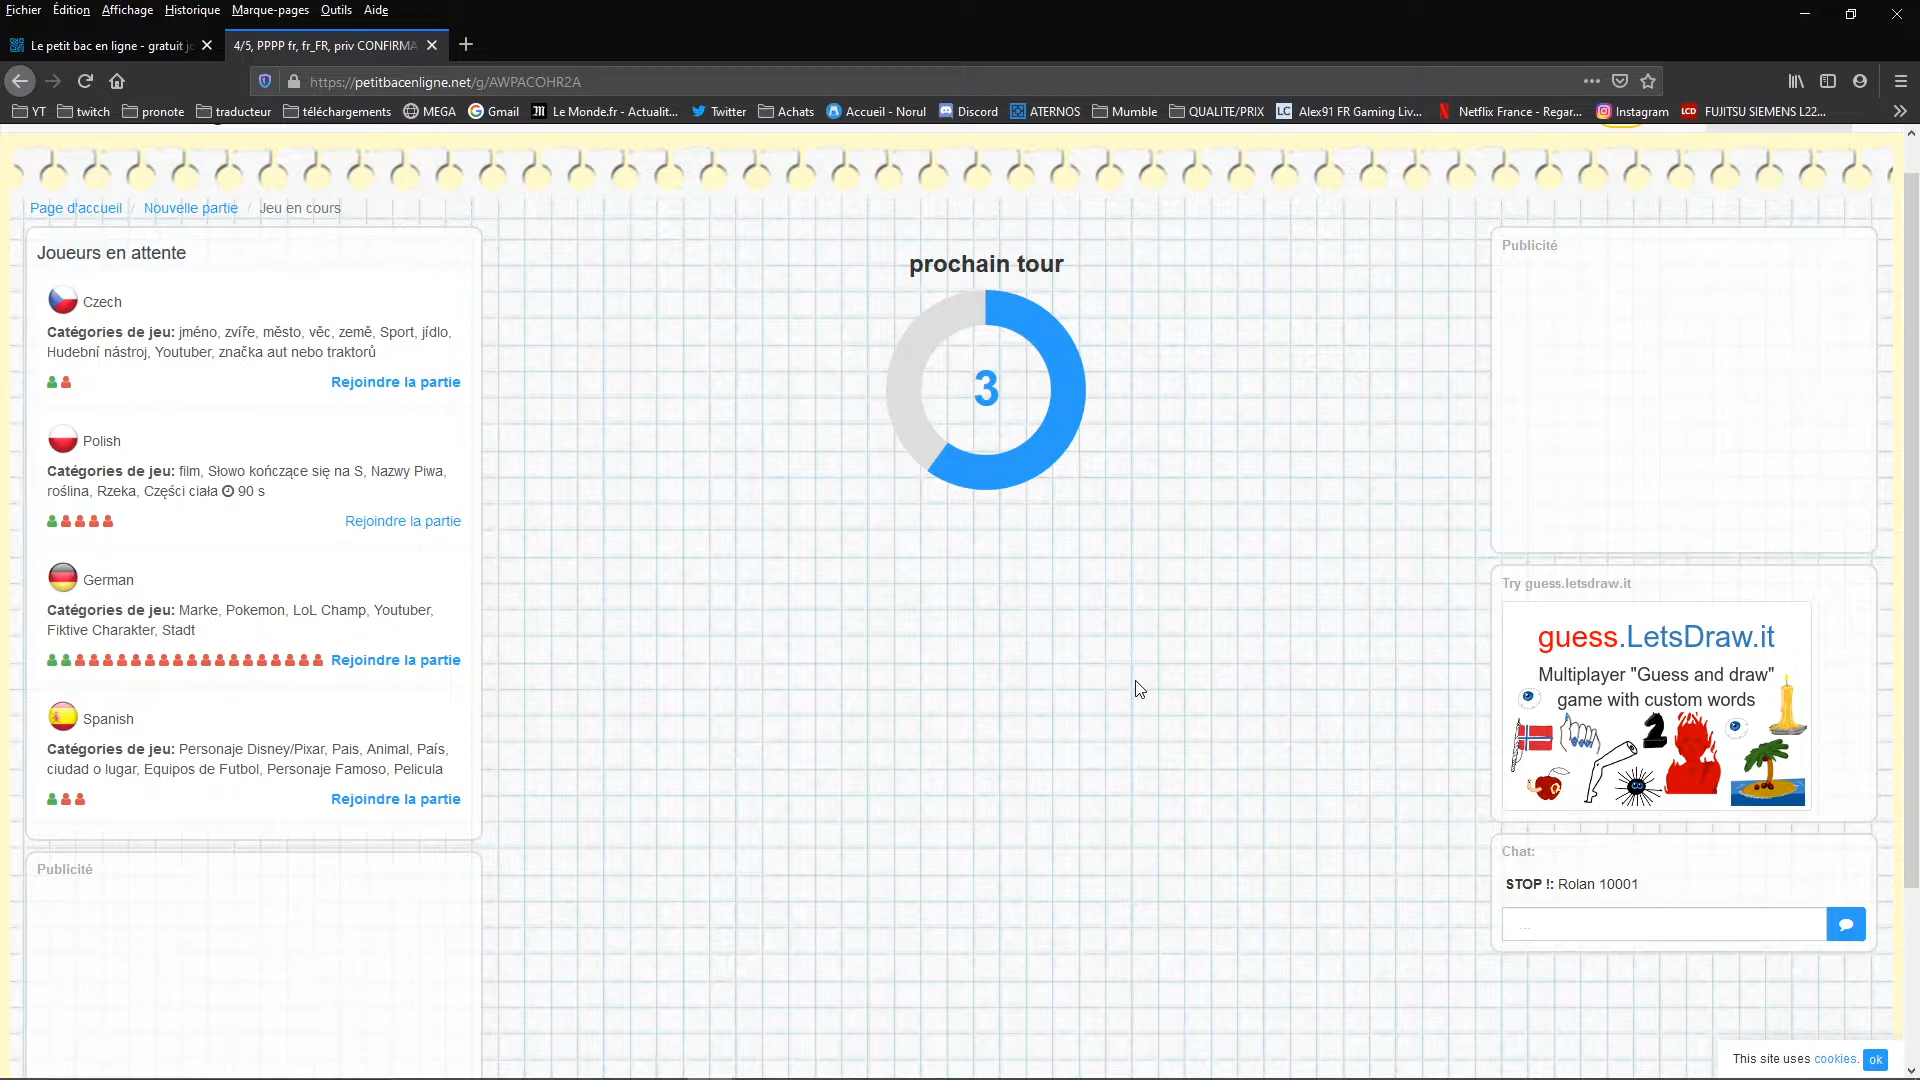 Fichier Édition Affichage Historique Marque-pages Outils Aide
Le petit bac en ligne - gratuit jo
4/5, PPPP fr, fr_FR, priv CONFIRMA
https://petitbacenligne.net/g/AWPACOHR2A
YT twitch pronote traducteur téléchargements MEGA Gmail Le Monde.fr - Actualit... Twitter Achats Accueil - Norul Discord ATERNOS Mumble QUALITE/PRIX LC Alex91 FR Gaming Liv... Netflix France - Regar... Instagram LCD FUJITSU SIEMENS L22...
Page d'accueil / Nouvelle partie / Jeu en cours
Joueurs en attente
Czech
Catégories de jeu: jméno, zvíře, město, věc, země, Sport, jídlo,
Hudební nástroj, Youtuber, značka aut nebo traktorů
Rejoindre la partie
Polish
Catégories de jeu: film, Słowo kończące się na S, Nazwy Piwa,
roślina, Rzeka, Części ciała 90 s
Rejoindre la partie
German
Catégories de jeu: Marke, Pokemon, LoL Champ, Youtuber,
Fiktive Charakter, Stadt
Rejoindre la partie
Spanish
Catégories de jeu: Personaje Disney/Pixar, Pais, Animal, País,
ciudad o lugar, Equipos de Futbol, Personaje Famoso, Pelicula
Rejoindre la partie
Publicité
prochain tour
3
Publicité
Try guess.letsdraw.it
guess.LetsDraw.it
Multiplayer "Guess and draw"
game with custom words
Chat:
STOP !: Rolan 10001
...
This site uses cookies. ok